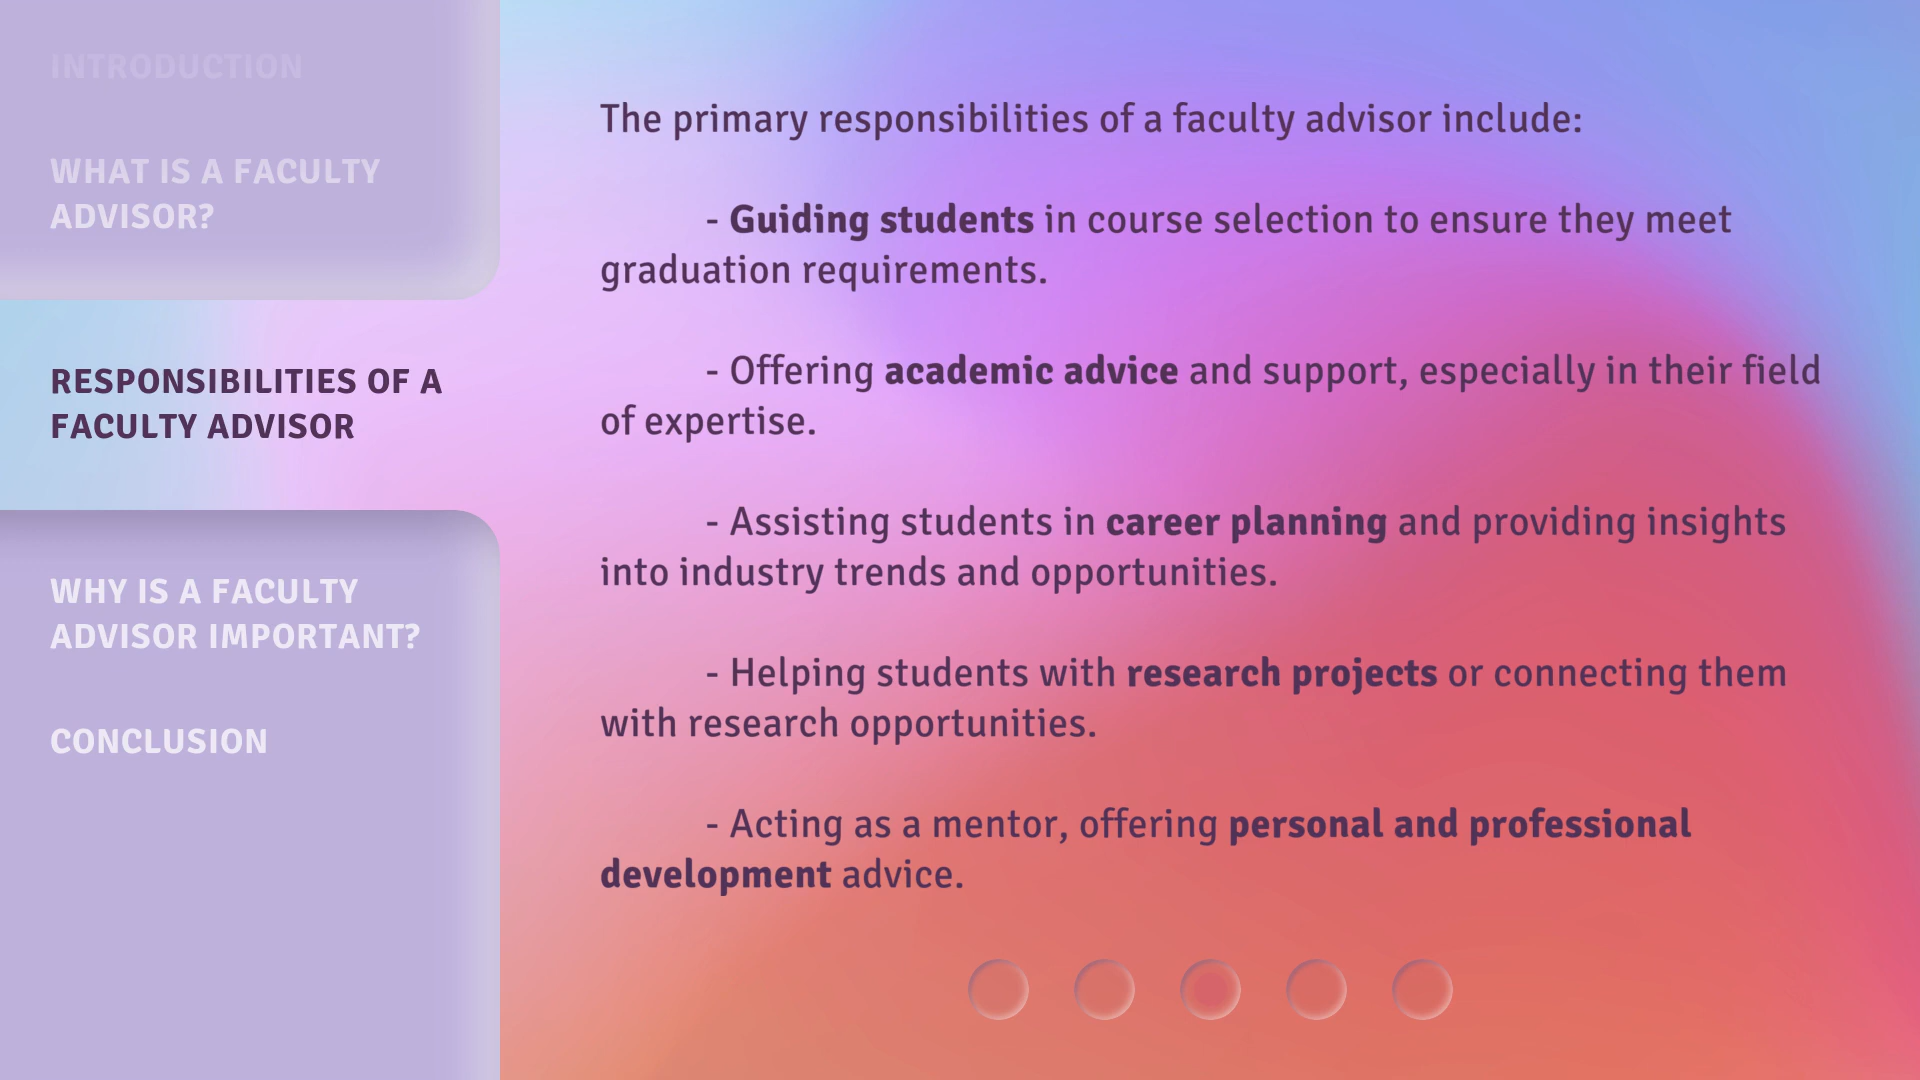 INTRODUCTION
WHAT IS A FACULTY
ADVISOR?
RESPONSIBILITIES OF A
FACULTY ADVISOR
WHY IS A FACULTY
ADVISOR IMPORTANT?
CONCLUSION
The primary responsibilities of a faculty advisor include:
- Guiding students in course selection to ensure they meet
graduation requirements.
- Offering academic advice and support, especially in their field
of expertise.
- Assisting students in career planning and providing insights
into industry trends and opportunities.
- Helping students with research projects or connecting them
with research opportunities.
- Acting as a mentor, offering personal and professional
development advice.